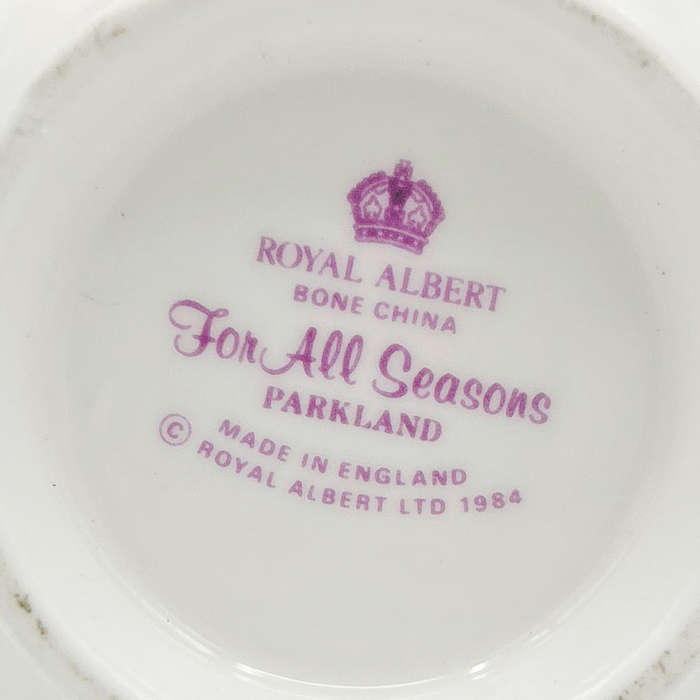 ROYAL ALBERT
BONE CHINA
For All Seasons
PARKLAND
MADE IN ENGLAND
© ROYAL ALBERT LTD 1984